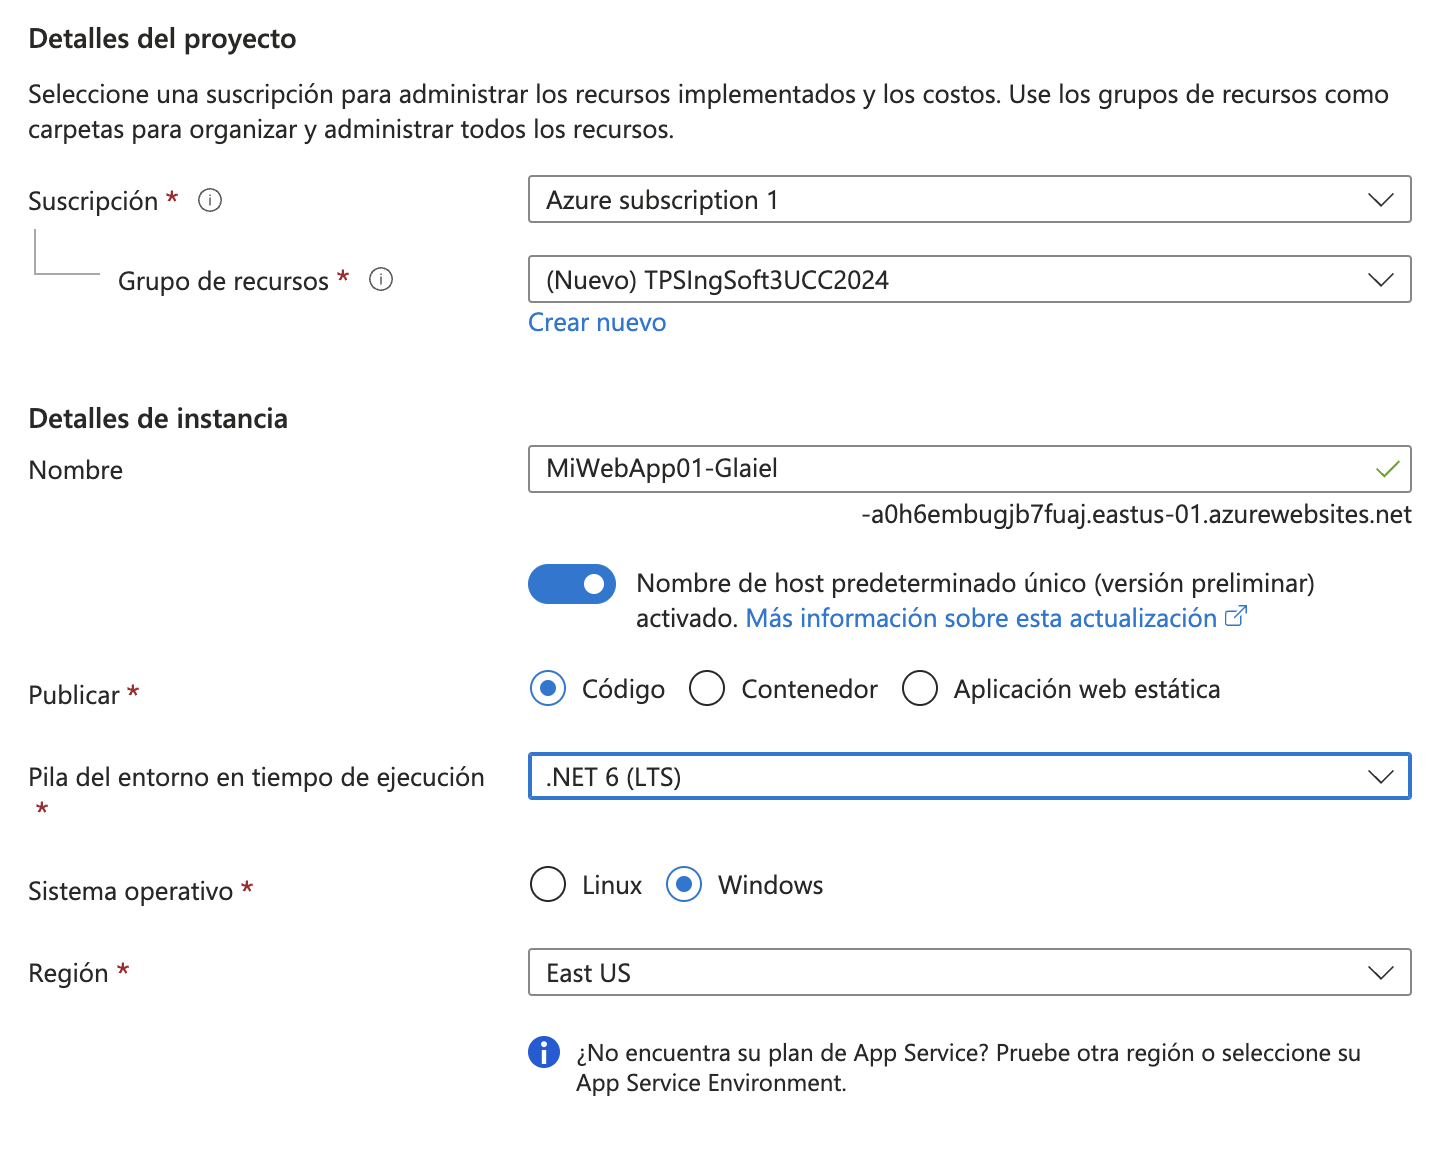 Detalles del proyecto
Seleccione una suscripción para administrar los recursos implementados y los costos. Use los grupos de recursos como
carpetas para organizar y administrar todos los recursos.
Suscripción *
Azure subscription 1
Grupo de recursos *
(Nuevo) TPSIngSoft3UCC2024
Crear nuevo
Detalles de instancia
Nombre
MiWebApp01-Glaiel
-a0h6embugjb7fuaj.eastus-01.azurewebsites.net
Nombre de host predeterminado único (versión preliminar)
activado. Más información sobre esta actualización
Publicar *
Código
Contenedor
Aplicación web estática
Pila del entorno en tiempo de ejecución
*
.NET 6 (LTS)
Sistema operativo *
Linux
Windows
Región *
East US
¿No encuentra su plan de App Service? Pruebe otra región o seleccione su
App Service Environment.